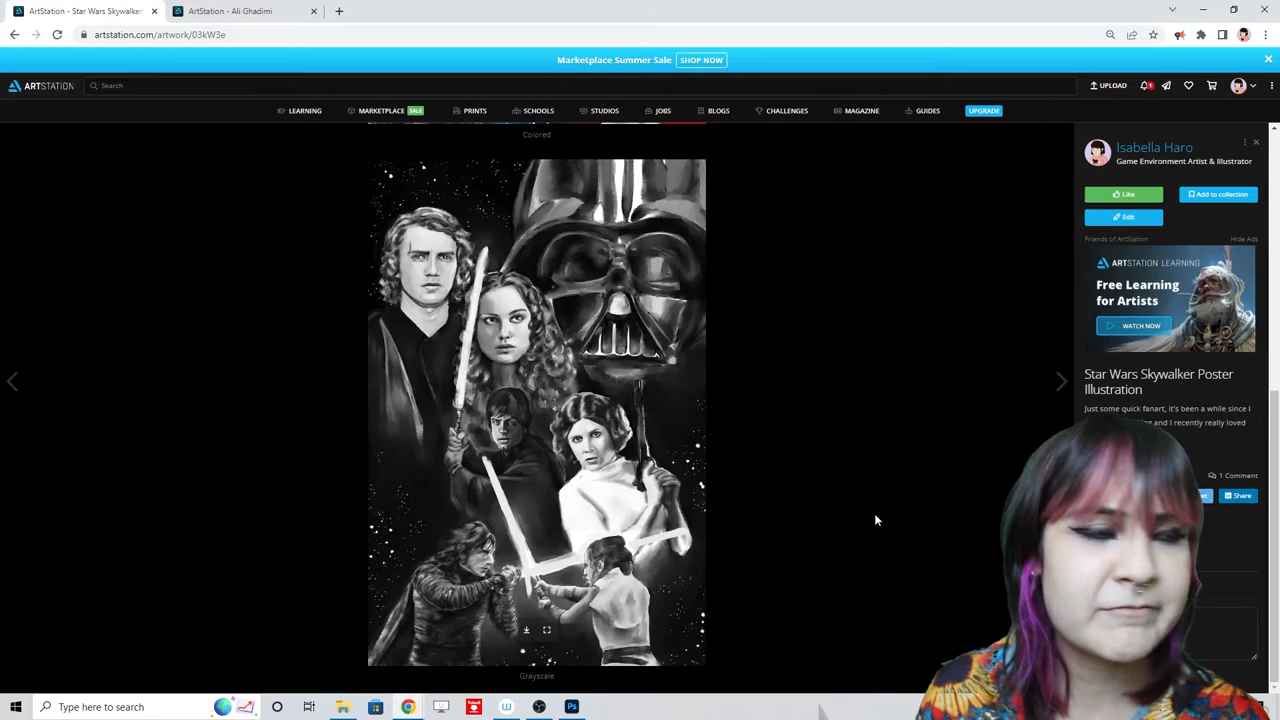 ArtStation - Star Wars Skywalker
ArtStation - Ali Ghadimi
artstation.com/artwork/03kW3e
Marketplace Summer Sale SHOP NOW
ARTSTATION
Search
UPLOAD
1
LEARNING
MARKETPLACE SALE
PRINTS
SCHOOLS
STUDIOS
JOBS
BLOGS
CHALLENGES
MAGAZINE
GUIDES
UPGRADE
Colored
Isabella Haro
Game Environment Artist & Illustrator
Like
Add to collection
Edit
Friends of ArtStation
Hide Ads
ARTSTATION LEARNING
Free Learning
for Artists
WATCH NOW
Star Wars Skywalker Poster
Illustration
Just some quick fanart, it's been a while since I
and I recently really loved
1 Comment
Share
Grayscale
Type here to search
Ps